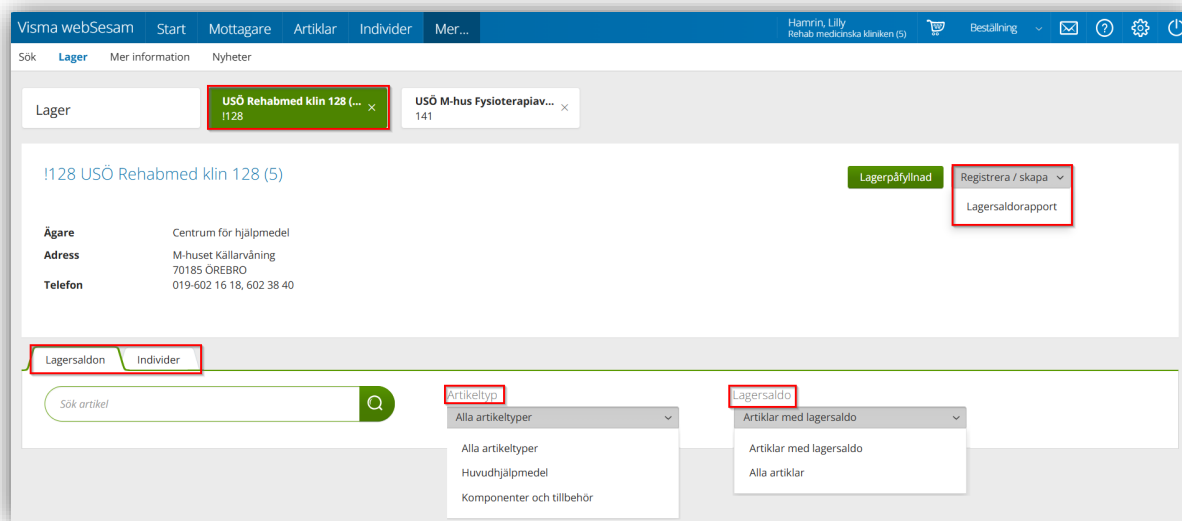 Visma webSesam Start Mottagare Artiklar Individer Mer... Hamrin, Lilly Beställning
Rehab medicinska kliniken (5)
Sök Lager Mer information Nyheter
Lager
USÖ Rehabmed klin 128 (...
!128
USÖ M-hus Fysioterapiav...
141
!128 USÖ Rehabmed klin 128 (5)
Lagerpåfyllnad
Registrera / skapa
Lagersaldorapport
Ägare Centrum för hjälpmedel
Adress M-huset Källarvåning
70185 ÖREBRO
Telefon 019-602 16 18, 602 38 40
Lagersaldon Individer
Sök artikel
Artikeltyp
Alla artikeltyper
Alla artikeltyper
Huvudhjälpmedel
Komponenter och tillbehör
Lagersaldo
Artiklar med lagersaldo
Artiklar med lagersaldo
Alla artiklar